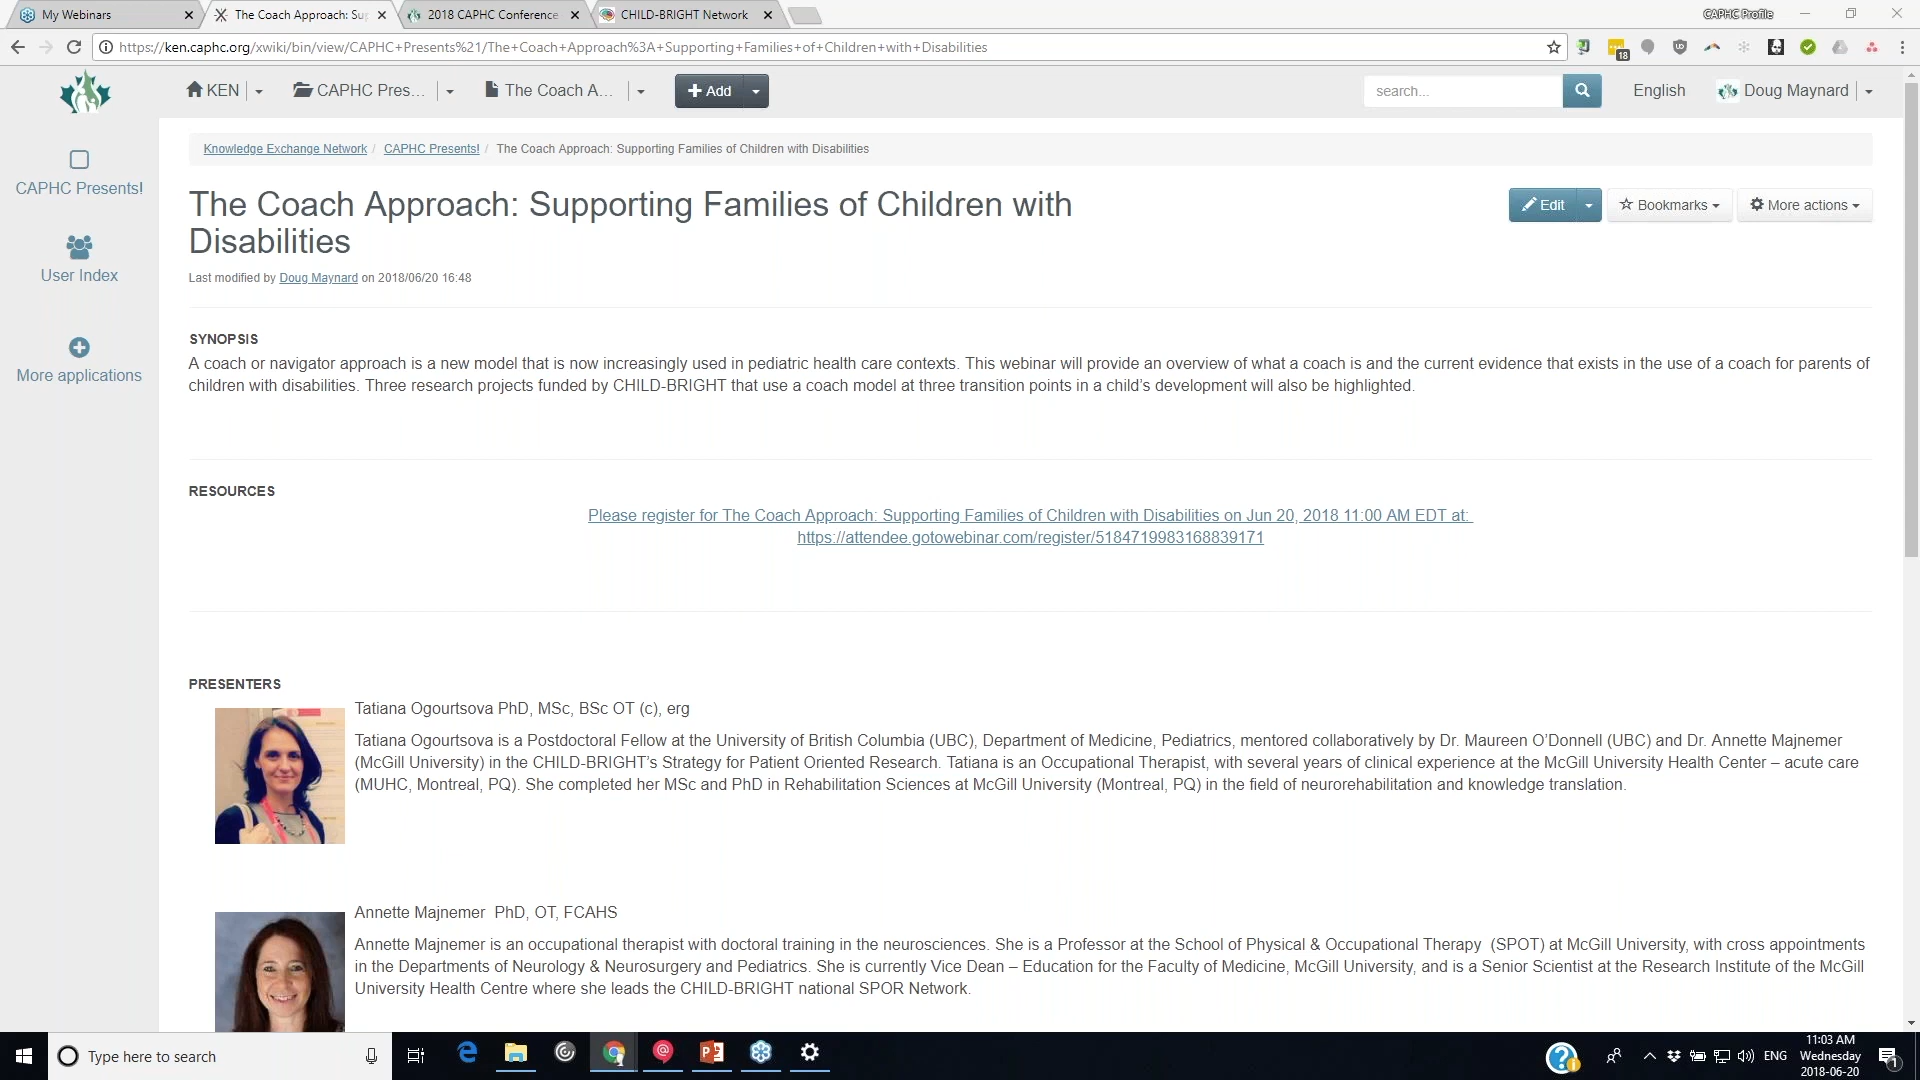 My Webinars
The Coach Approach: Sup
2018 CAPHC Conference
CHILD-BRIGHT Network
CAPHC Profile
https://ken.caphc.org/xwiki/bin/view/CAPHC+Presents%21/The+Coach+Approach%3A+Supporting+Families+of+Children+with+Disabilities
18
KEN
CAPHC Pres...
The Coach A...
Add
search...
English
Doug Maynard
CAPHC Presents!
User Index
More applications
Knowledge Exchange Network / CAPHC Presents! / The Coach Approach: Supporting Families of Children with Disabilities
The Coach Approach: Supporting Families of Children with
Disabilities
Edit
Bookmarks
More actions
Last modified by Doug Maynard on 2018/06/20 16:48
SYNOPSIS
A coach or navigator approach is a new model that is now increasingly used in pediatric health care contexts. This webinar will provide an overview of what a coach is and the current evidence that exists in the use of a coach for parents of
children with disabilities. Three research projects funded by CHILD-BRIGHT that use a coach model at three transition points in a child's development will also be highlighted.
RESOURCES
Please register for The Coach Approach: Supporting Families of Children with Disabilities on Jun 20, 2018 11:00 AM EDT at:
https://attendee.gotowebinar.com/register/5184719983168839171
PRESENTERS
Tatiana Ogourtsova PhD, MSc, BSc OT (c), erg
Tatiana Ogourtsova is a Postdoctoral Fellow at the University of British Columbia (UBC), Department of Medicine, Pediatrics, mentored collaboratively by Dr. Maureen O'Donnell (UBC) and Dr. Annette Majnemer
(McGill University) in the CHILD-BRIGHT's Strategy for Patient Oriented Research. Tatiana is an Occupational Therapist, with several years of clinical experience at the McGill University Health Center – acute care
(MUHC, Montreal, PQ). She completed her MSc and PhD in Rehabilitation Sciences at McGill University (Montreal, PQ) in the field of neurorehabilitation and knowledge translation.
Annette Majnemer PhD, OT, FCAHS
Annette Majnemer is an occupational therapist with doctoral training in the neurosciences. She is a Professor at the School of Physical & Occupational Therapy (SPOT) at McGill University, with cross appointments
in the Departments of Neurology & Neurosurgery and Pediatrics. She is currently Vice Dean – Education for the Faculty of Medicine, McGill University, and is a Senior Scientist at the Research Institute of the McGill
University Health Centre where she leads the CHILD-BRIGHT national SPOR Network.
Type here to search
ENG
11:03 AM
Wednesday
2018-06-20
1